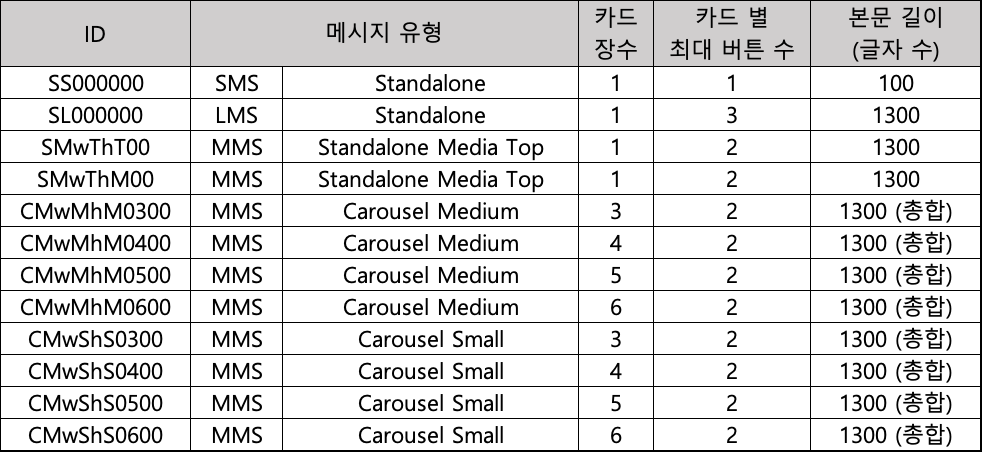 ID 메시지 유형 카드 장수 카드 별 최대 버튼 수 본문 길이 (글자 수)
SS000000 SMS Standalone 1 1 100
SL000000 LMS Standalone 1 3 1300
SMwThT00 MMS Standalone Media Top 1 2 1300
SMwThM00 MMS Standalone Media Top 1 2 1300
CMwMhM0300 MMS Carousel Medium 3 2 1300 (총합)
CMwMhM0400 MMS Carousel Medium 4 2 1300 (총합)
CMwMhM0500 MMS Carousel Medium 5 2 1300 (총합)
CMwMhM0600 MMS Carousel Medium 6 2 1300 (총합)
CMwShS0300 MMS Carousel Small 3 2 1300 (총합)
CMwShS0400 MMS Carousel Small 4 2 1300 (총합)
CMwShS0500 MMS Carousel Small 5 2 1300 (총합)
CMwShS0600 MMS Carousel Small 6 2 1300 (총합)